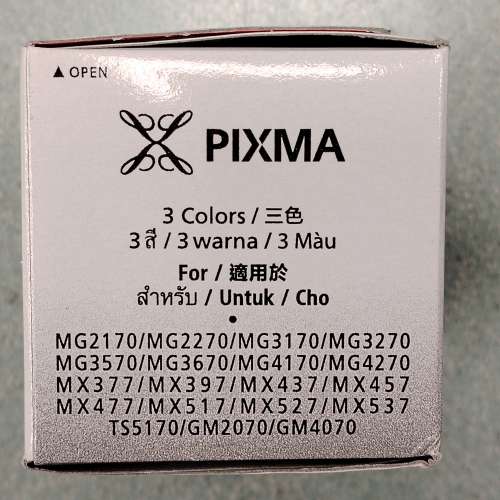 ▲ OPEN
PIXMA
3 Colors / 三色
3 สี / 3 warna / 3 Màu
For / 適用於
สำหรับ / Untuk / Cho
•
MG2170/MG2270/MG3170/MG3270
MG3570/MG3670/MG4170/MG4270
MX377/MX397/MX437/MX457
MX477/MX517/MX527/MX537
TS5170/GM2070/GM4070